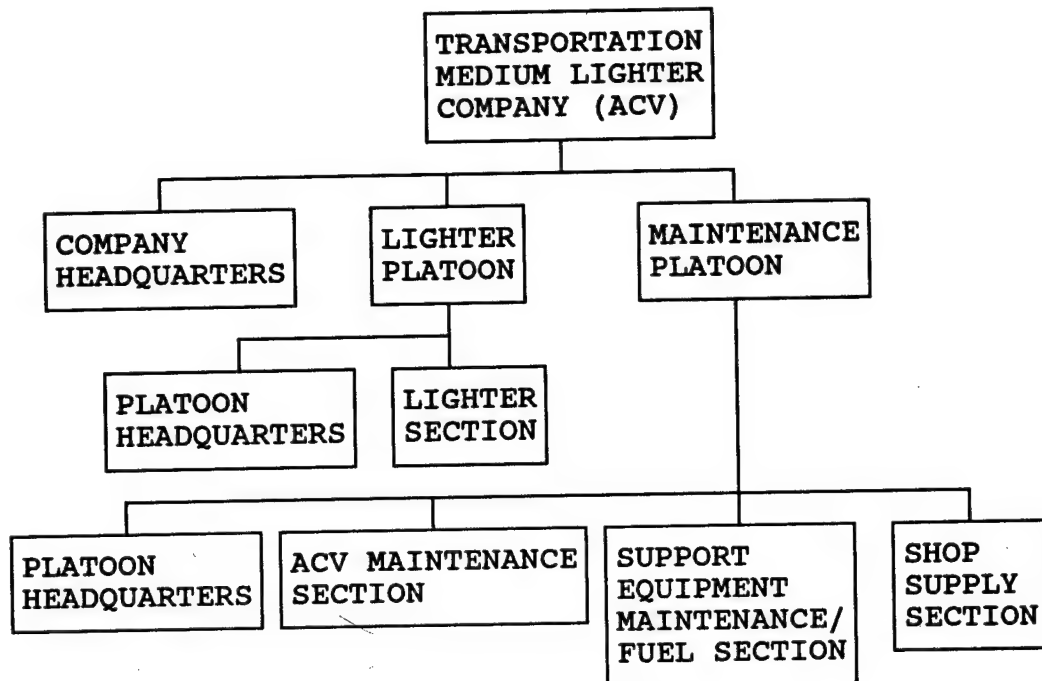 TRANSPORTATION
MEDIUM LIGHTER
COMPANY (ACV)
COMPANY
HEADQUARTERS
LIGHTER
PLATOON
MAINTENANCE
PLATOON
PLATOON
HEADQUARTERS
LIGHTER
SECTION
PLATOON
HEADQUARTERS
ACV MAINTENANCE
SECTION
SUPPORT
EQUIPMENT
MAINTENANCE/
FUEL SECTION
SHOP
SUPPLY
SECTION